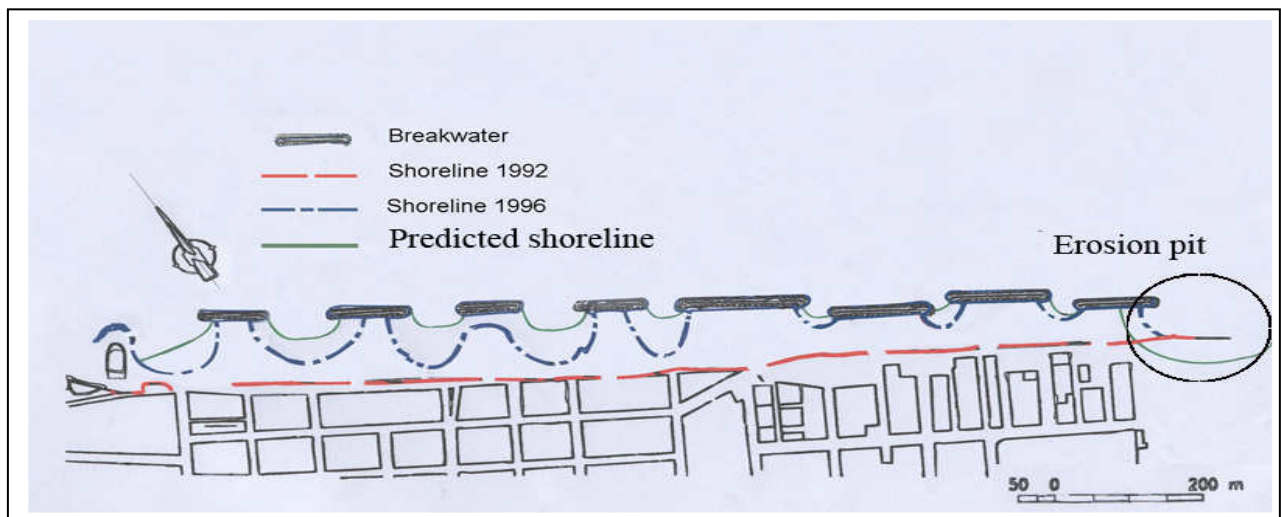 Breakwater
Shoreline 1992
Shoreline 1996
Predicted shoreline
Erosion pit
50 0 200 m